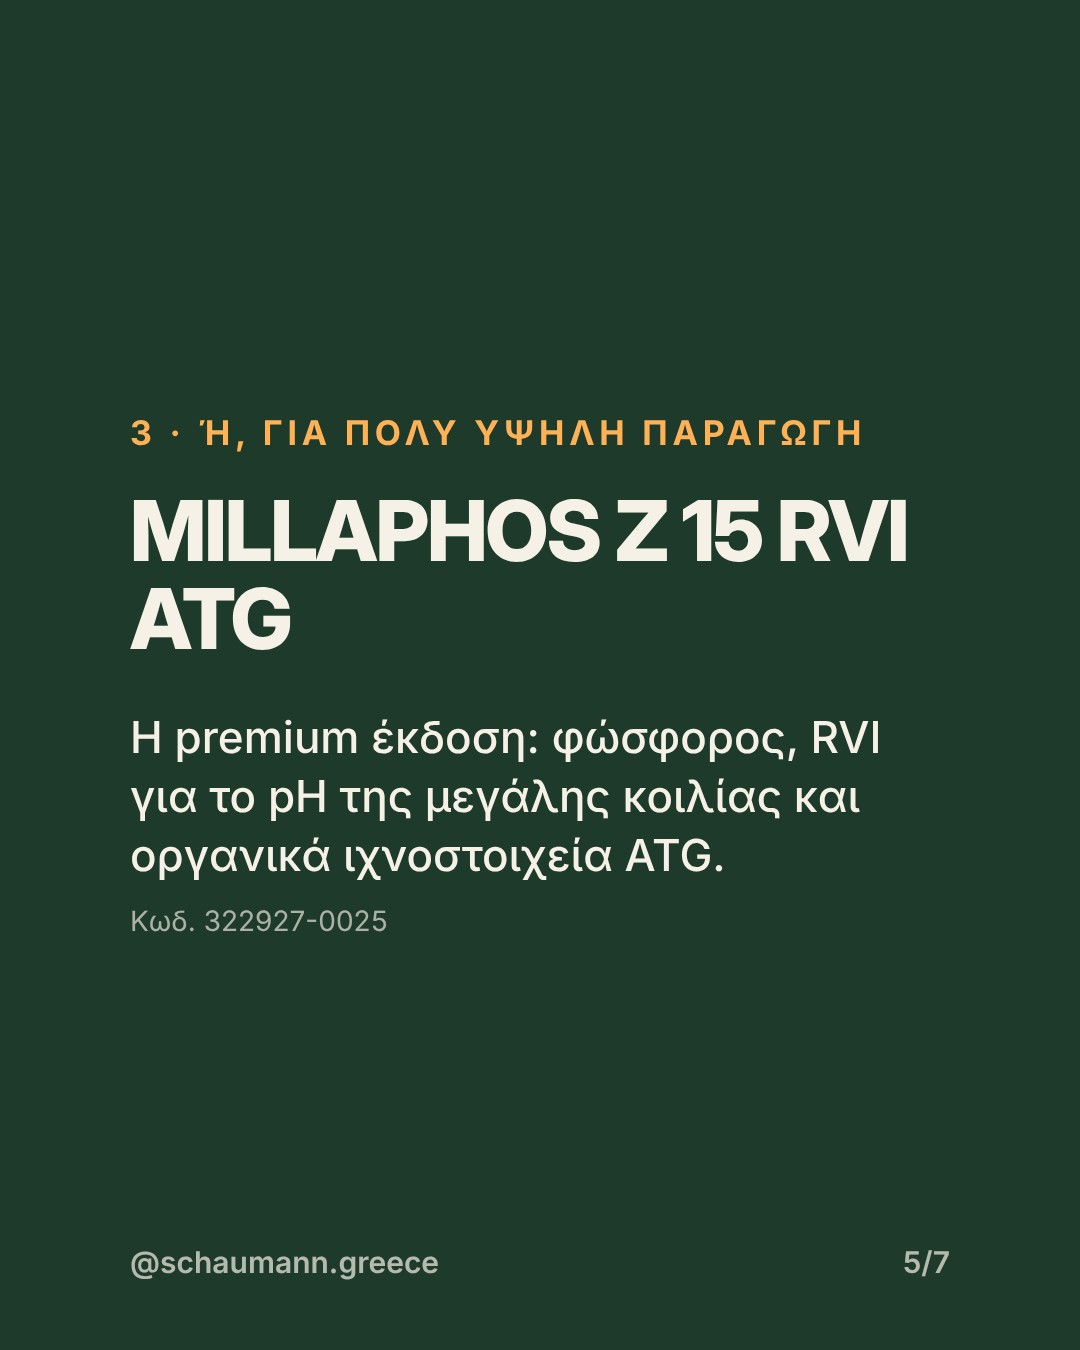 3 · Ή, ΓΙΑ ΠΟΛΥ ΥΨΗΛΗ ΠΑΡΑΓΩΓΗ
MILLAPHOS Z 15 RVI
ATG
Η premium έκδοση: φώσφορος, RVI
για το pH της μεγάλης κοιλίας και
οργανικά ιχνοστοιχεία ATG.
Κωδ. 322927-0025
@schaumann.greece
5/7